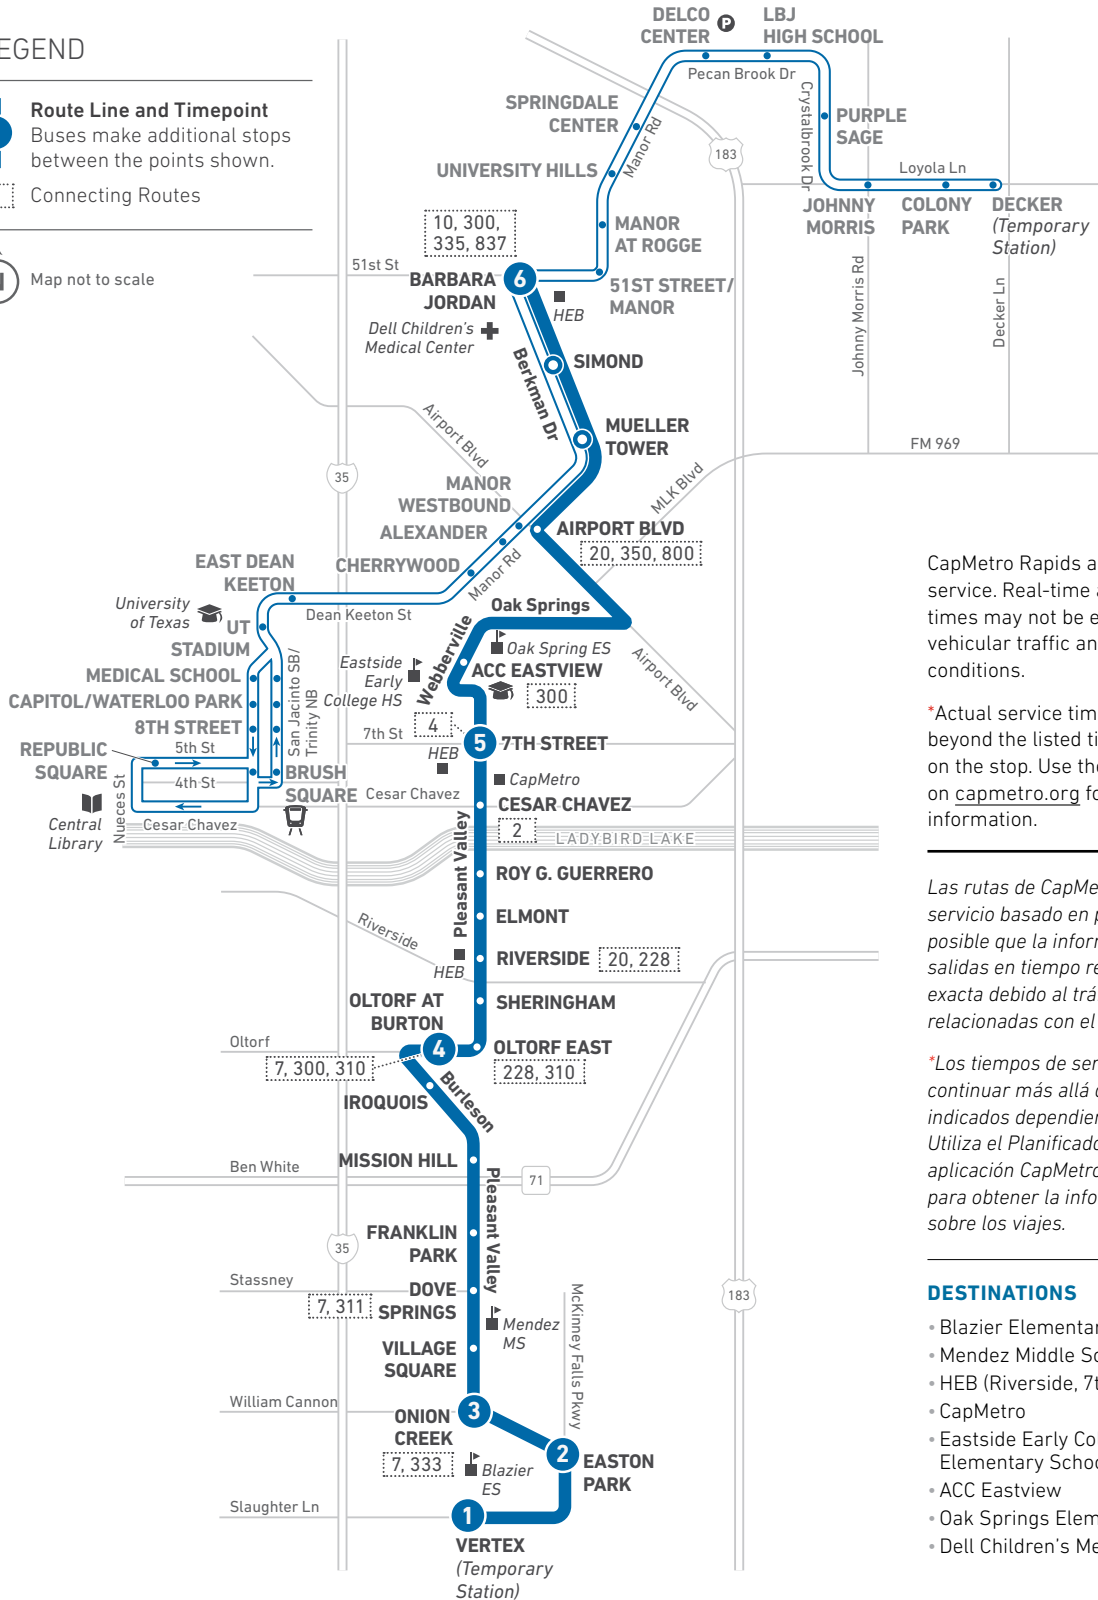 EGEND
Route Line and Timepoint
Buses make additional stops
between the points shown.
Connecting Routes
Map not to scale
DELCO
CENTER
P
LBJ
HIGH SCHOOL
Pecan Brook Dr
SPRINGDALE
CENTER
Manor Rd
183
Crystalbrook Dr
PURPLE
SAGE
UNIVERSITY HILLS
Loyola Ln
JOHNNY
MORRIS
COLONY
PARK
DECKER
(Temporary
Station)
MANOR
AT ROGGE
10, 300,
335, 837
51st St
BARBARA
JORDAN
6
51ST STREET/
MANOR
HEB
Johnny Morris Rd
Decker Ln
Dell Children's
Medical Center
SIMOND
Berkman Dr
Airport Blvd
MUELLER
TOWER
FM 969
35
MLK Blvd
MANOR
WESTBOUND
ALEXANDER
AIRPORT BLVD
20, 350, 800
CHERRYWOOD
Manor Rd
EAST DEAN
KEETON
Dean Keeton St
Oak Springs
University
of Texas
UT
STADIUM
Webberville
Oak Spring ES
Eastside
Early
College HS
ACC EASTVIEW
300
Airport Blvd
MEDICAL SCHOOL
CAPITOL/WATERLOO PARK
8TH STREET
San Jacinto SB/
Trinity NB
4
7th St
5
7TH STREET
HEB
REPUBLIC
SQUARE
5th St
4th St
BRUSH
SQUARE
CapMetro
Cesar Chavez
CESAR CHAVEZ
2
Nueces St
Central
Library
Cesar Chavez
LADYBIRD LAKE
Pleasant Valley
ROY G. GUERRERO
ELMONT
Riverside
HEB
RIVERSIDE
20, 228
SHERINGHAM
OLTORF AT
BURTON
Oltorf
4
7, 300, 310
OLTORF EAST
228, 310
Burleson
IROQUOIS
MISSION HILL
Ben White
71
Pleasant Valley
FRANKLIN
PARK
35
Stassney
DOVE
SPRINGS
7, 311
Mendez
MS
McKinney Falls Pkwy
183
VILLAGE
SQUARE
William Cannon
3
ONION
CREEK
7, 333
Blazier
ES
2
EASTON
PARK
Slaughter Ln
1
VERTEX
(Temporary
Station)
CapMetro Rapids a
service. Real-time
times may not be e
vehicular traffic an
conditions.
*Actual service tim
beyond the listed ti
on the stop. Use the
on capmetro.org fo
information.
Las rutas de CapMe
servicio basado en p
posible que la inforr
salidas en tiempo re
exacta debido al trá
relacionadas con el
*Los tiempos de ser
continuar más allá d
indicados dependier
Utiliza el Planificado
aplicación CapMetro
para obtener la info
sobre los viajes.
DESTINATIONS
• Blazier Elementar
• Mendez Middle Sc
• HEB (Riverside, 7t
• CapMetro
• Eastside Early Co
Elementary Schoo
• ACC Eastview
• Oak Springs Elem
• Dell Children's Me